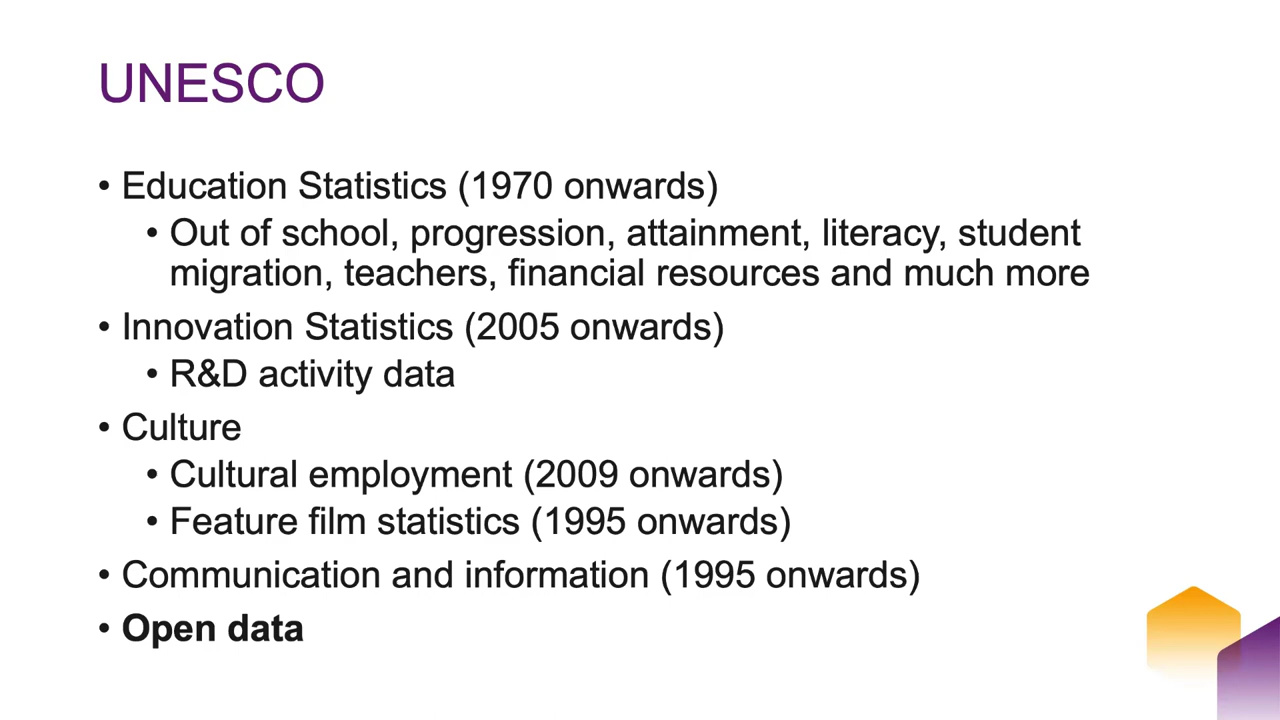 UNESCO
• Education Statistics (1970 onwards)
• Out of school, progression, attainment, literacy, student
migration, teachers, financial resources and much more
• Innovation Statistics (2005 onwards)
• R&D activity data
• Culture
• Cultural employment (2009 onwards)
• Feature film statistics (1995 onwards)
• Communication and information (1995 onwards)
• Open data